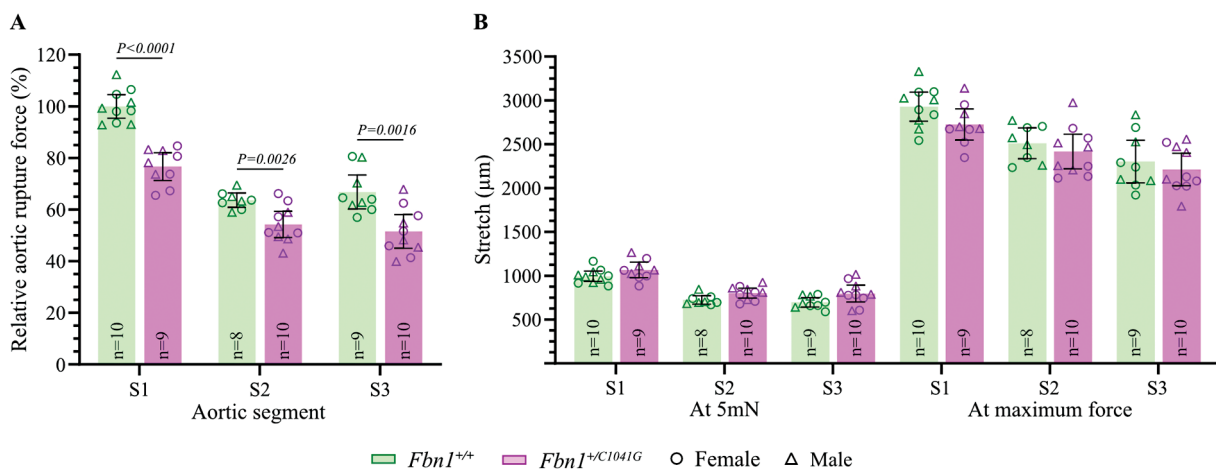 A
Relative aortic rupture force (%)
120
100
80
60
40
20
0
P<0.0001
P=0.0026
P=0.0016
n=10
n=9
n=8
n=10
n=9
n=10
S1
S2
S3
Aortic segment
B
Stretch (µm)
3500
3000
2500
2000
1500
1000
500
n=10
n=9
n=8
n=10
n=9
n=10
n=10
n=9
n=8
n=10
n=9
n=10
S1
S2
S3
S1
S2
S3
At 5mN
At maximum force
Fbn1+/+
Fbn1+/C1041G
Female
Male